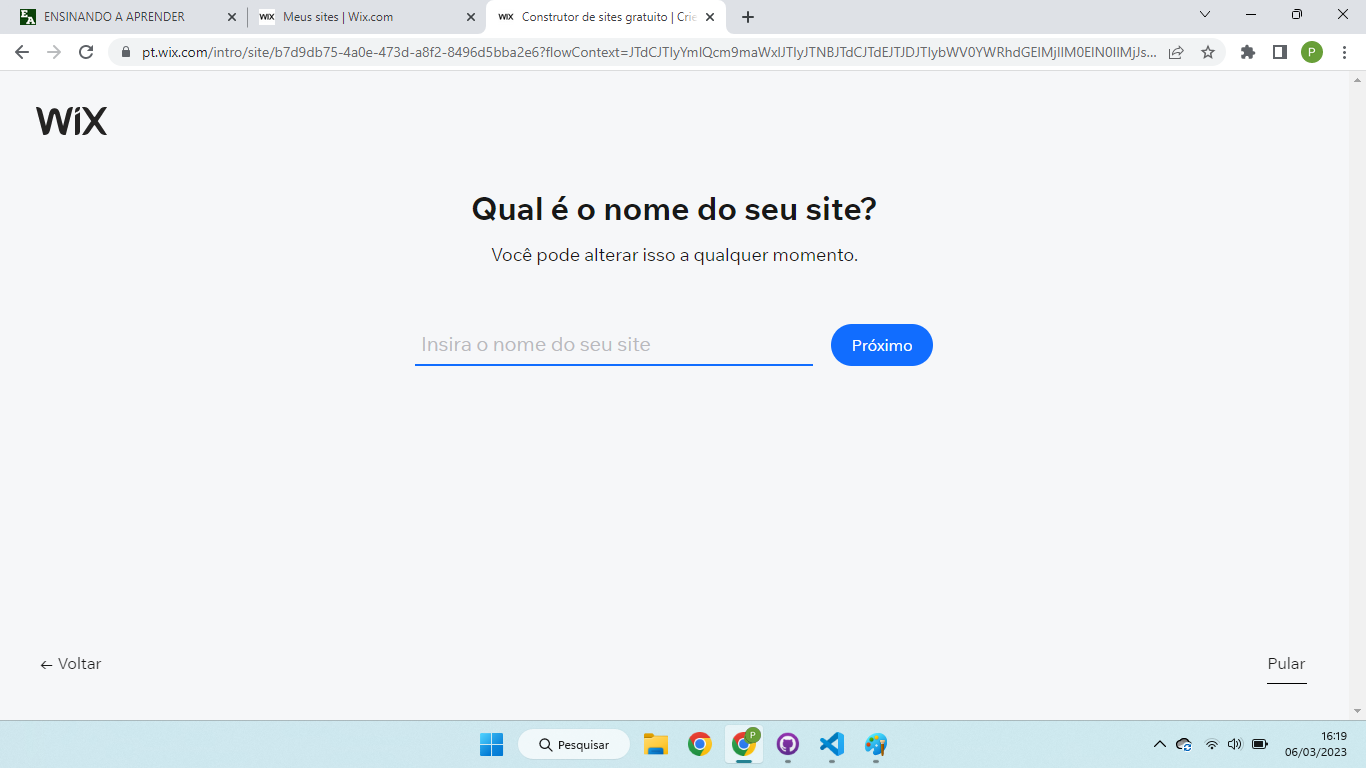 ENSINANDO A APRENDER
WIX Meus sites | Wix.com
WIX Construtor de sites gratuito | Crie
pt.wix.com/intro/site/b7d9db75-4a0e-473d-a8f2-8496d5bba2e6?flowContext=
P
WiX
Qual é o nome do seu site?
Você pode alterar isso a qualquer momento.
Insira o nome do seu site
Próximo
← Voltar
Pular
Pesquisar
P
16:19
06/03/2023